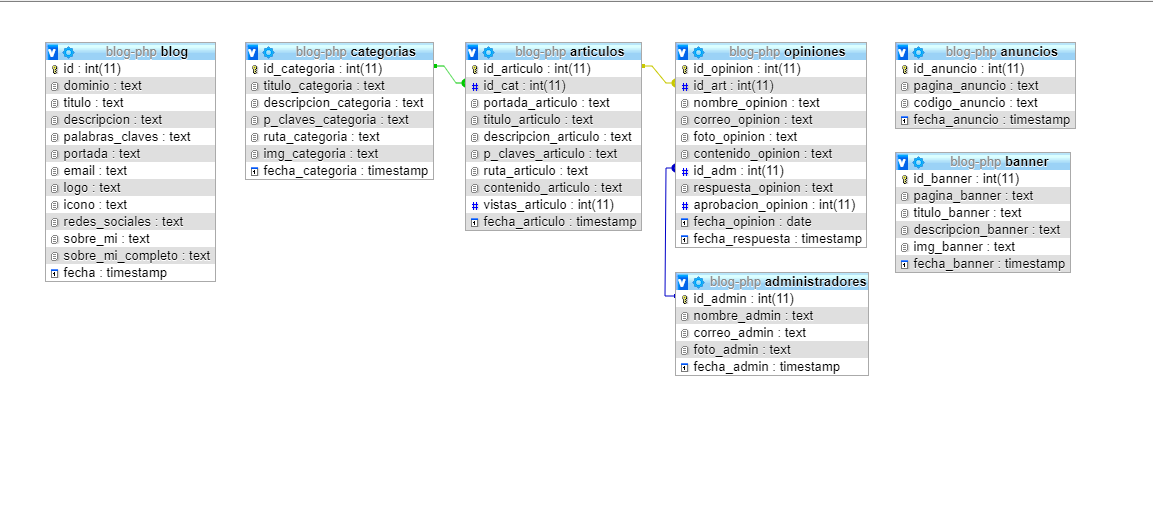 blog-php blog
id : int(11)
dominio : text
titulo : text
descripcion : text
palabras_claves : text
portada : text
email : text
logo : text
icono : text
redes_sociales : text
sobre_mi : text
sobre_mi_completo : text
fecha : timestamp
blog-php categorias
id_categoria : int(11)
titulo_categoria : text
descripcion_categoria : text
p_claves_categoria : text
ruta_categoria : text
img_categoria : text
fecha_categoria : timestamp
blog-php articulos
id_articulo : int(11)
id_cat : int(11)
portada_articulo : text
titulo_articulo : text
descripcion_articulo : text
p_claves_articulo : text
ruta_articulo : text
contenido_articulo : text
vistas_articulo : int(11)
fecha_articulo : timestamp
blog-php opiniones
id_opinion : int(11)
id_art : int(11)
nombre_opinion : text
correo_opinion : text
foto_opinion : text
contenido_opinion : text
id_adm : int(11)
respuesta_opinion : text
aprobacion_opinion : int(11)
fecha_opinion : date
fecha_respuesta : timestamp
blog-php administradores
id_admin : int(11)
nombre_admin : text
correo_admin : text
foto_admin : text
fecha_admin : timestamp
blog-php anuncios
id_anuncio : int(11)
pagina_anuncio : text
codigo_anuncio : text
fecha_anuncio : timestamp
blog-php banner
id_banner : int(11)
pagina_banner : text
titulo_banner : text
descripcion_banner : text
img_banner : text
fecha_banner : timestamp